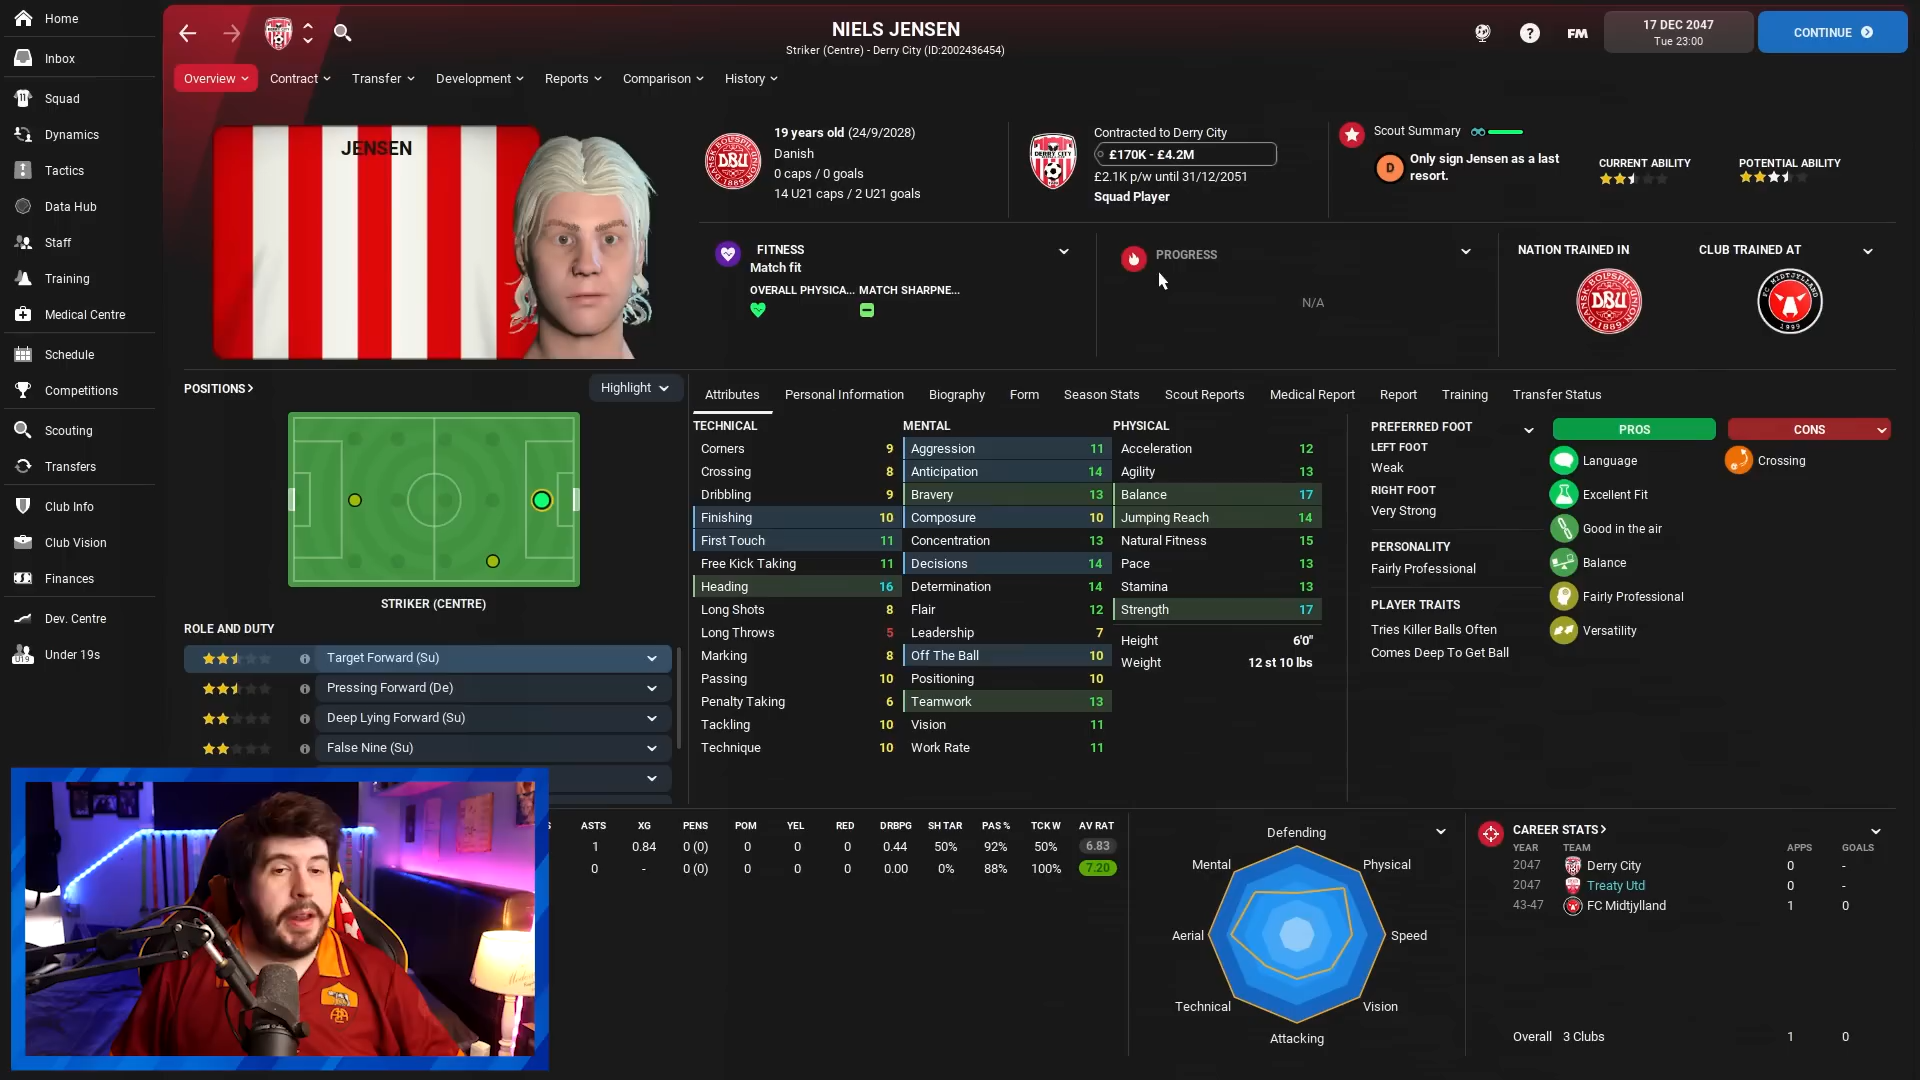 Home
Inbox
Squad
Dynamics
Tactics
Data Hub
Staff
Training
Medical Centre
Schedule
Competitions
Scouting
Transfers
Club Info
Club Vision
Finances
Dev. Centre
Under 19s
NIELS JENSEN
Striker (Centre) - Derry City (ID:2002436454)
FM
17 DEC 2047
Tue 23:00
CONTINUE
Overview
Contract
Transfer
Development
Reports
Comparison
History
JENSEN
19 years old (24/9/2028)
Danish
0 caps / 0 goals
14 U21 caps / 2 U21 goals
Contracted to Derry City
£170K - £4.2M
£2.1K p/w until 31/12/2051
Squad Player
Scout Summary
D
Only sign Jensen as a last
resort.
CURRENT ABILITY
POTENTIAL ABILITY
FITNESS
Match fit
OVERALL PHYSICA... MATCH SHARPNE...
PROGRESS
N/A
NATION TRAINED IN
CLUB TRAINED AT
POSITIONS
Highlight
STRIKER (CENTRE)
ROLE AND DUTY
Target Forward (Su)
Pressing Forward (De)
Deep Lying Forward (Su)
False Nine (Su)
Attributes
Personal Information
Biography
Form
Season Stats
Scout Reports
Medical Report
Report
Training
Transfer Status
TECHNICAL
Corners 9
Crossing 8
Dribbling 9
Finishing 10
First Touch 11
Free Kick Taking 11
Heading 16
Long Shots 8
Long Throws 5
Marking 8
Passing 10
Penalty Taking 6
Tackling 10
Technique 10
MENTAL
Aggression 11
Anticipation 14
Bravery 13
Composure 10
Concentration 13
Decisions 14
Determination 14
Flair 12
Leadership 7
Off The Ball 10
Positioning 10
Teamwork 13
Vision 11
Work Rate 11
PHYSICAL
Acceleration 12
Agility 13
Balance 17
Jumping Reach 14
Natural Fitness 15
Pace 13
Stamina 13
Strength 17
Height 6'0"
Weight 12 st 10 lbs
PREFERRED FOOT
LEFT FOOT
Weak
RIGHT FOOT
Very Strong
PERSONALITY
Fairly Professional
PLAYER TRAITS
Tries Killer Balls Often
Comes Deep To Get Ball
PROS
Language
Excellent Fit
Good in the air
Balance
Fairly Professional
Versatility
CONS
Crossing
S ASTS XG PENS POM YEL RED DRBPG SH TAR PAS % TCK W AV RAT
1 0.84 0 (0) 0 0 0 0.44 50% 92% 50% 6.83
0 - 0 (0) 0 0 0 0.00 0% 88% 100% 7.20
Defending
Mental
Physical
Aerial
Speed
Technical
Vision
Attacking
CAREER STATS
YEAR TEAM APPS GOALS
2047 Derry City 0 -
2047 Treaty Utd 0 -
43-47 FC Midtjylland 1 0
Overall 3 Clubs 1 0